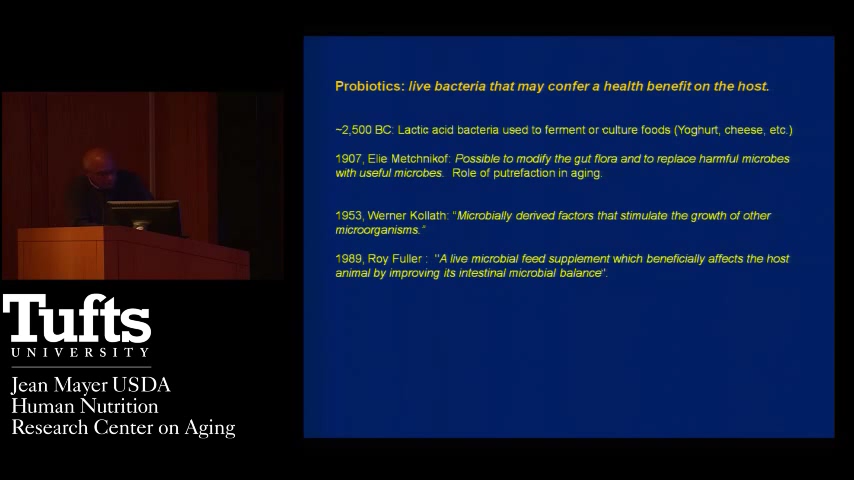 Probiotics: live bacteria that may confer a health benefit on the host.
~2,500 BC: Lactic acid bacteria used to ferment or culture foods (Yoghurt, cheese, etc.)
1907, Elie Metchnikof: Possible to modify the gut flora and to replace harmful microbes
with useful microbes. Role of putrefaction in aging.
1953, Werner Kollath: "Microbially derived factors that stimulate the growth of other
microorganisms."
1989, Roy Fuller : "A live microbial feed supplement which beneficially affects the host
animal by improving its intestinal microbial balance".
Tufts
UNIVERSITY
Jean Mayer USDA
Human Nutrition
Research Center on Aging